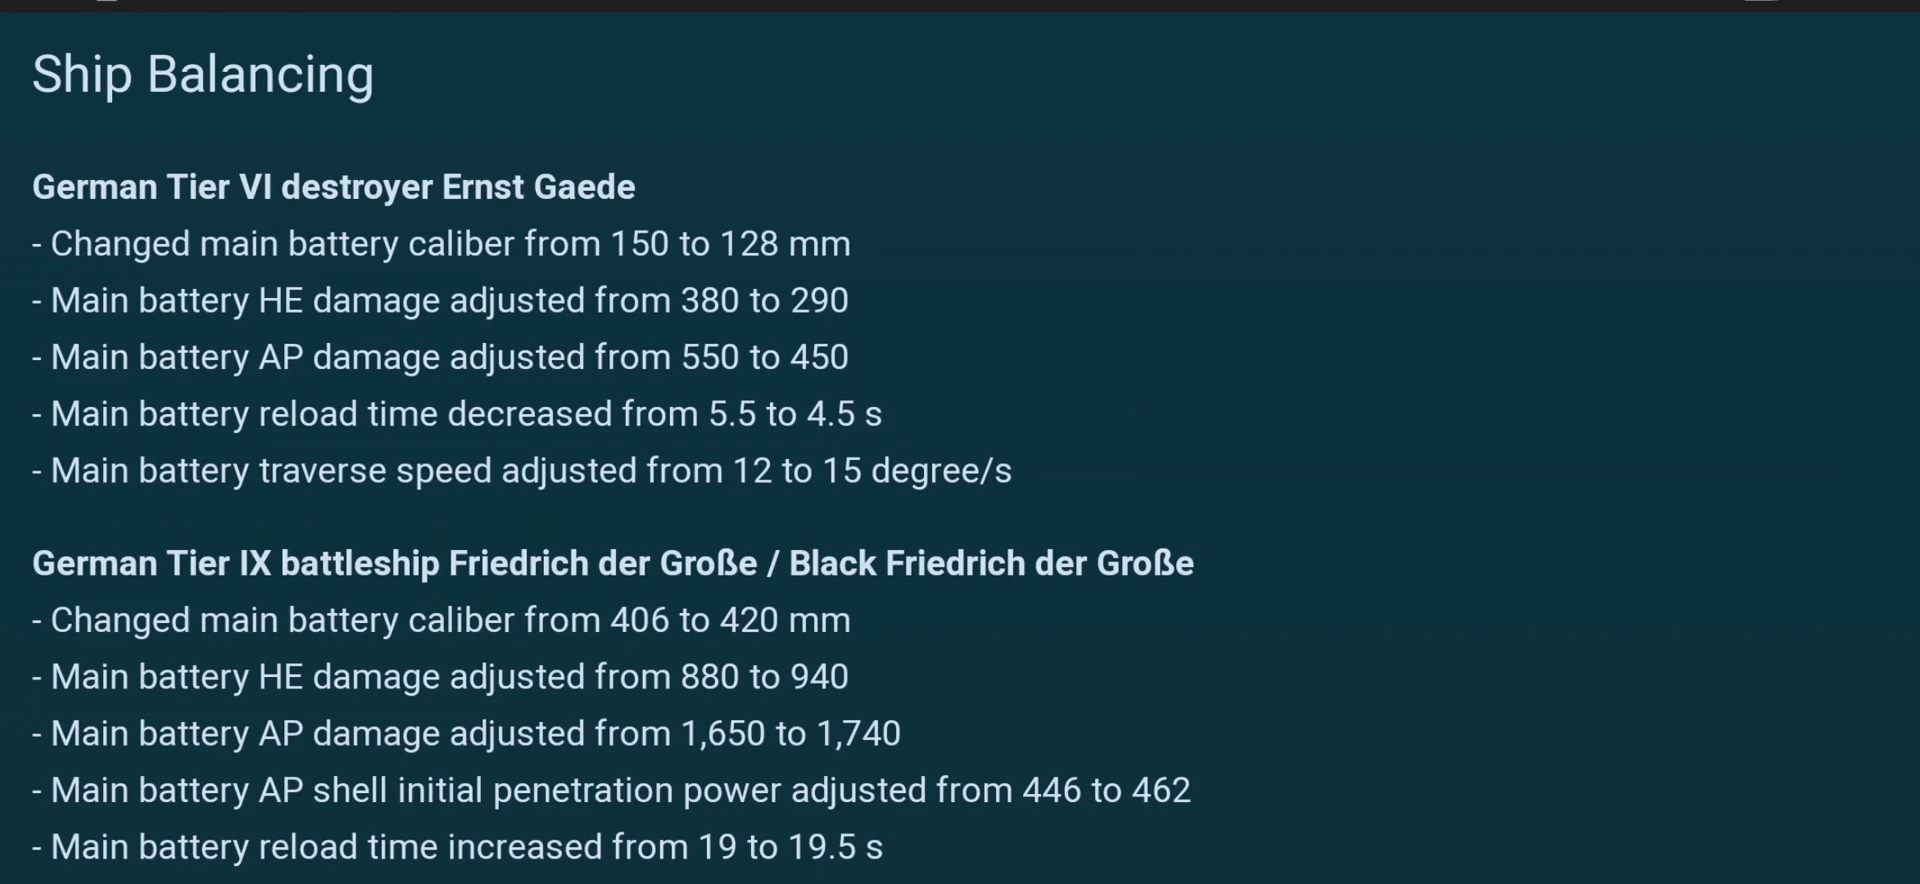 Ship Balancing
German Tier VI destroyer Ernst Gaede
- Changed main battery caliber from 150 to 128 mm
- Main battery HE damage adjusted from 380 to 290
- Main battery AP damage adjusted from 550 to 450
- Main battery reload time decreased from 5.5 to 4.5 s
- Main battery traverse speed adjusted from 12 to 15 degree/s
German Tier IX battleship Friedrich der Große / Black Friedrich der Große
- Changed main battery caliber from 406 to 420 mm
- Main battery HE damage adjusted from 880 to 940
- Main battery AP damage adjusted from 1,650 to 1,740
- Main battery AP shell initial penetration power adjusted from 446 to 462
- Main battery reload time increased from 19 to 19.5 s